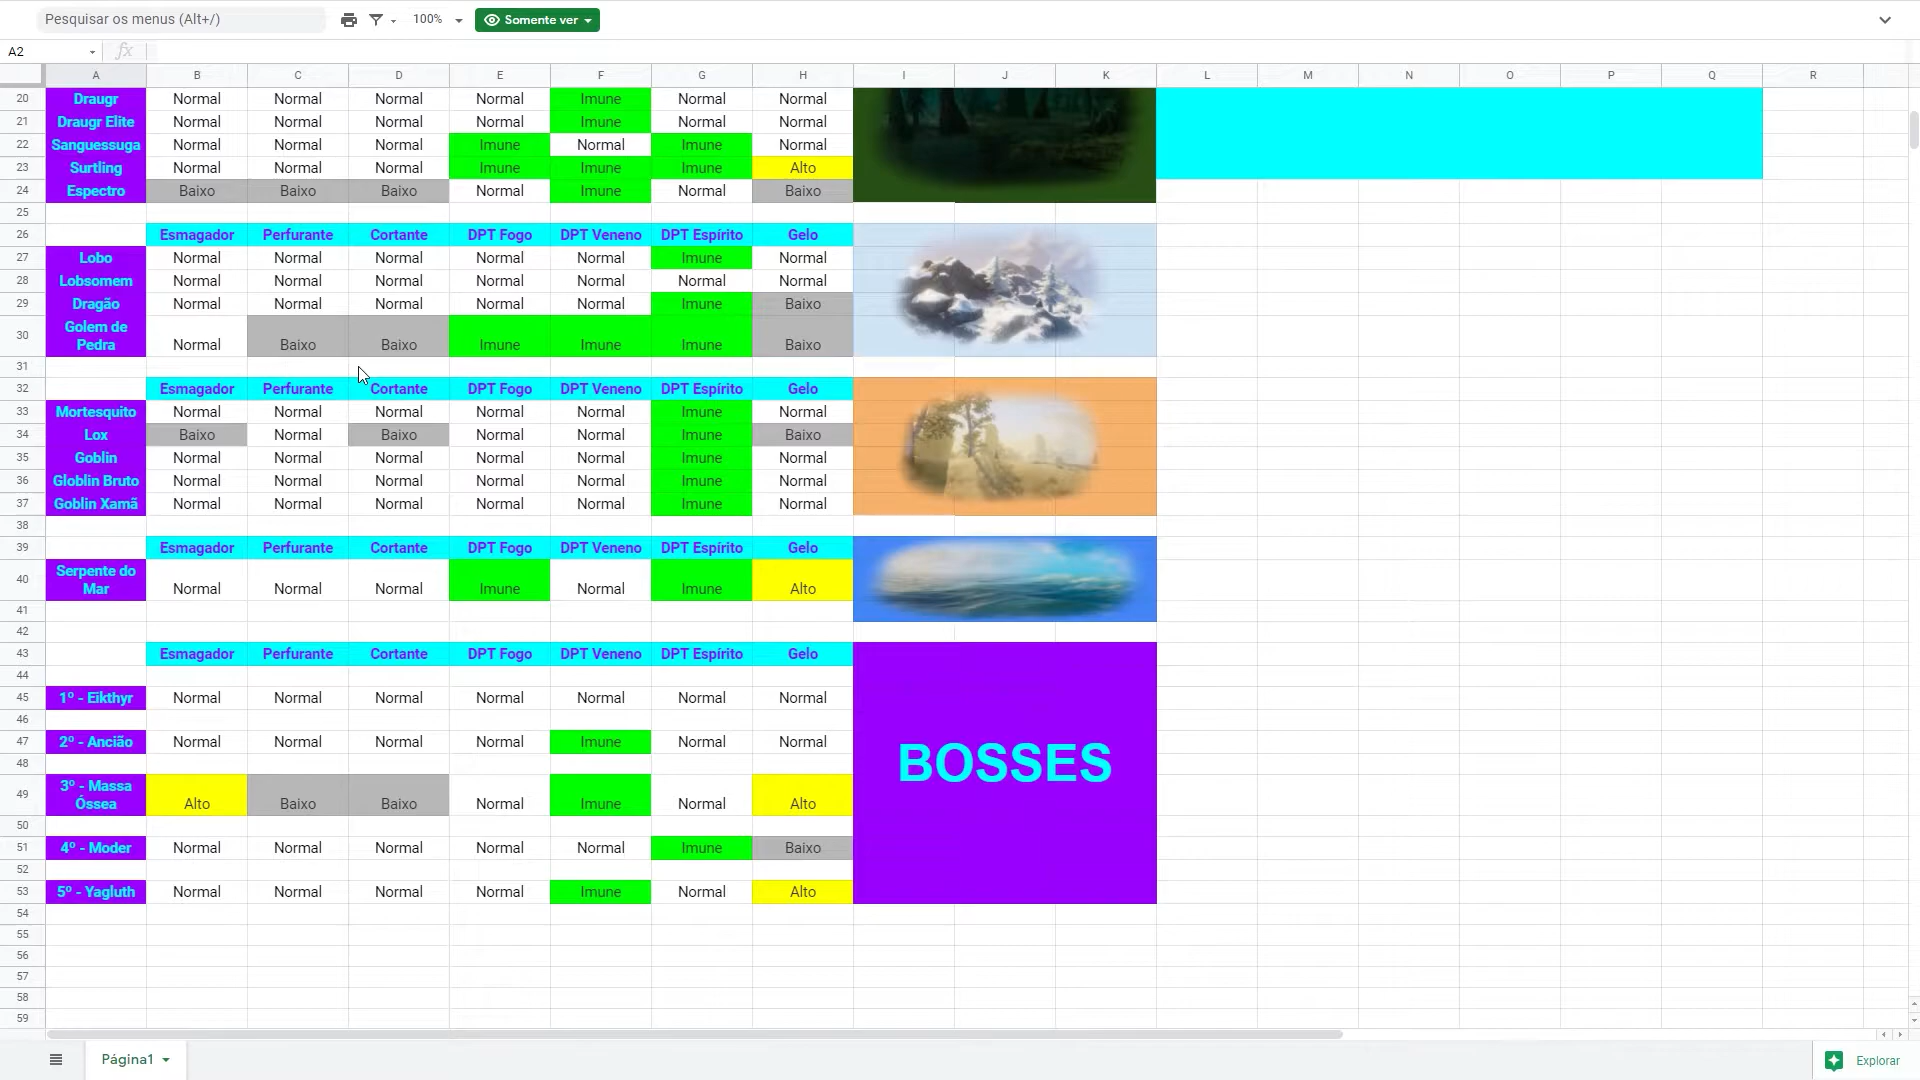 Pesquisar os menus (Alt+/)
100%
Somente ver
A2
fx
A B C D E F G H I J K L M N O P Q R
20 Draugr Normal Normal Normal Normal Imune Normal Normal
21 Draugr Elite Normal Normal Normal Normal Imune Normal Normal
22 Sanguessuga Normal Normal Normal Imune Normal Imune Normal
23 Surtling Normal Normal Normal Imune Imune Imune Alto
24 Espectro Baixo Baixo Baixo Normal Imune Normal Baixo
25
26 Esmagador Perfurante Cortante DPT Fogo DPT Veneno DPT Espírito Gelo
27 Lobo Normal Normal Normal Normal Normal Imune Normal
28 Lobsomem Normal Normal Normal Normal Normal Normal Normal
29 Dragão Normal Normal Normal Normal Normal Imune Baixo
Golem de
30 Pedra Normal Baixo Baixo Imune Imune Imune Baixo
31
32 Esmagador Perfurante Cortante DPT Fogo DPT Veneno DPT Espírito Gelo
33 Mortesquito Normal Normal Normal Normal Normal Imune Normal
34 Lox Baixo Normal Baixo Normal Normal Imune Baixo
35 Goblin Normal Normal Normal Normal Normal Imune Normal
36 Globlin Bruto Normal Normal Normal Normal Normal Imune Normal
37 Goblin Xamã Normal Normal Normal Normal Normal Imune Normal
38
39 Esmagador Perfurante Cortante DPT Fogo DPT Veneno DPT Espírito Gelo
Serpente do
40 Mar Normal Normal Normal Imune Normal Imune Alto
41
42
43 Esmagador Perfurante Cortante DPT Fogo DPT Veneno DPT Espírito Gelo
44
45 1º - Eikthyr Normal Normal Normal Normal Normal Normal Normal
46
47 2º - Ancião Normal Normal Normal Normal Imune Normal Normal
48 BOSSES
3º - Massa
49 Óssea Alto Baixo Baixo Normal Imune Normal Alto
50
51 4º - Moder Normal Normal Normal Normal Normal Imune Baixo
52
53 5º - Yagluth Normal Normal Normal Normal Imune Normal Alto
54
55
56
57
58
59
Página1
Explorar